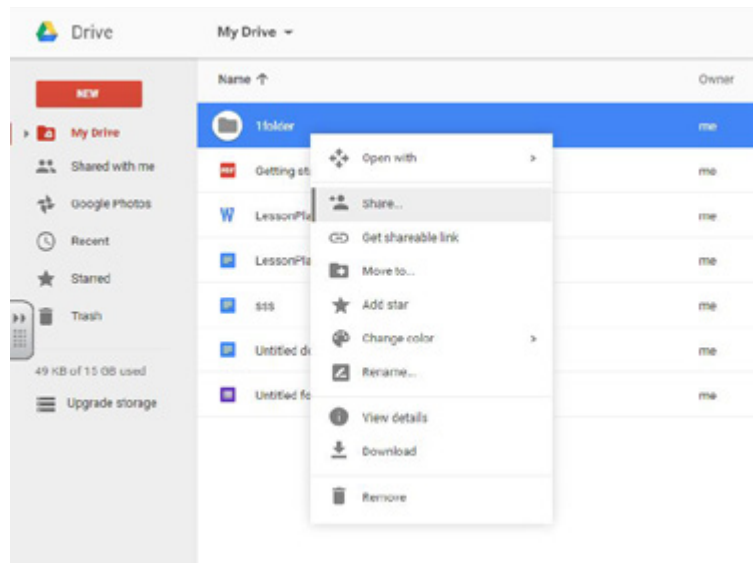 Drive
My Drive
NEW
Name
Owner
My Drive
1folder
me
Shared with me
Getting st
me
Google Photos
LessonPla
me
Recent
LessonPla
me
Starred
sss
me
Trash
Untitled do
me
49 KB of 15 GB used
Untitled fo
me
Upgrade storage
Open with
Share...
Get shareable link
Move to...
Add star
Change color
Rename...
View details
Download
Remove